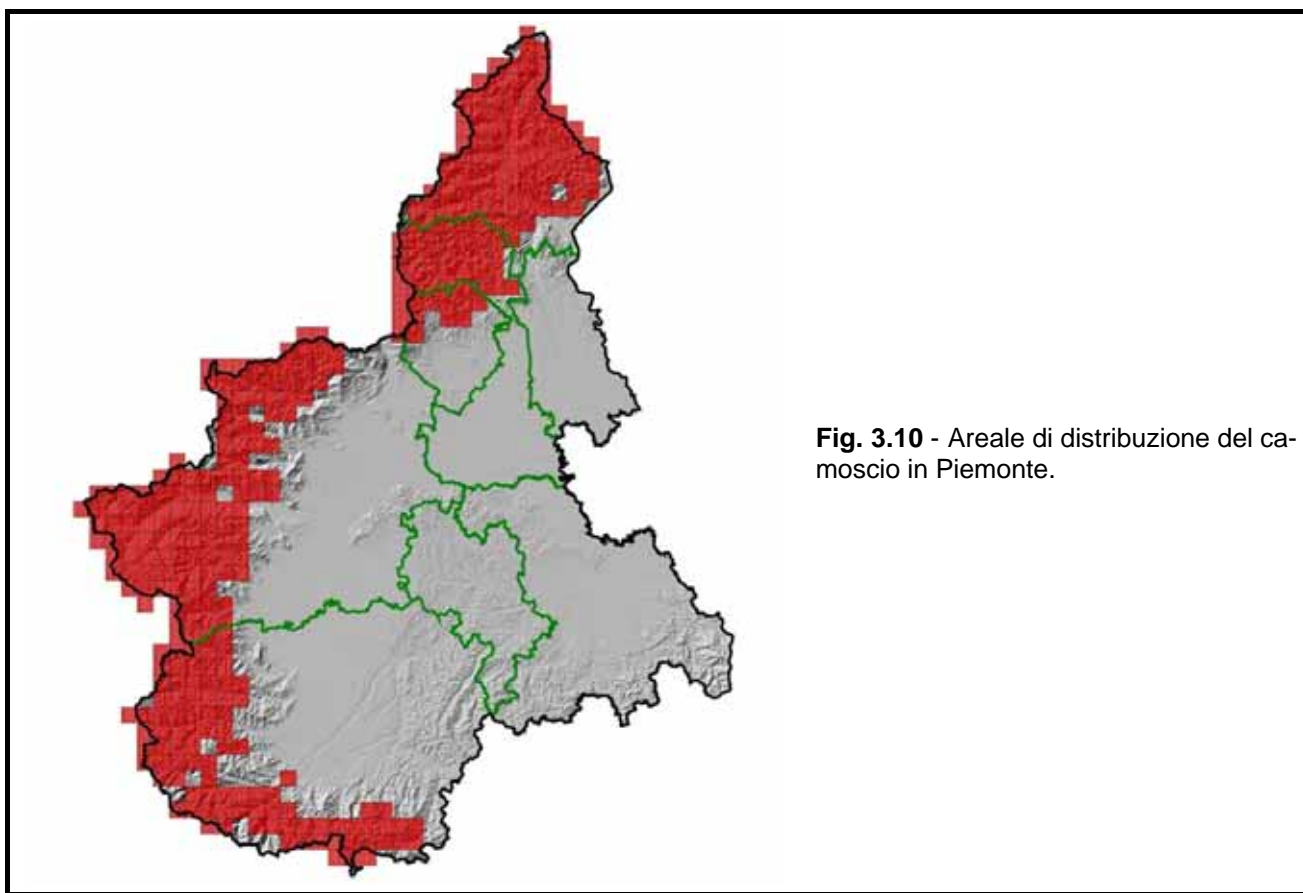 Fig. 3.10 - Areale di distribuzione del ca-
moscio in Piemonte.